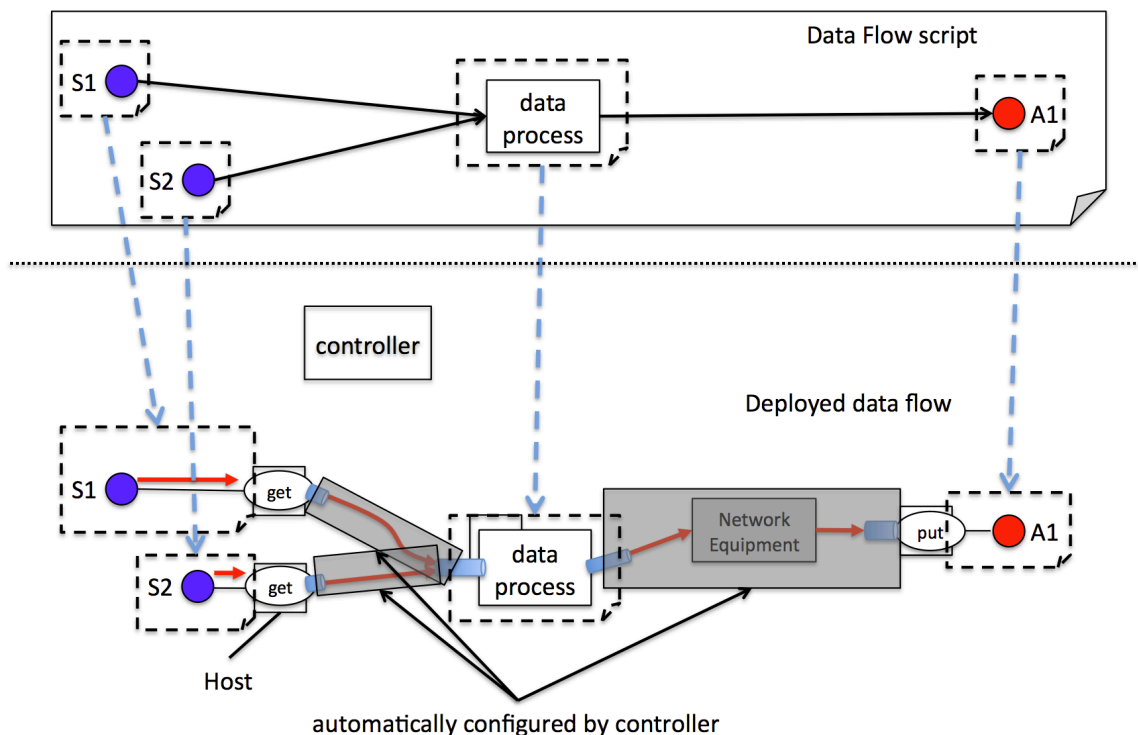 Data Flow script
S1
data
process
A1
S2
controller
Deployed data flow
S1
get
Network
Equipment
put
A1
data
process
S2
get
Host
automatically configured by controller